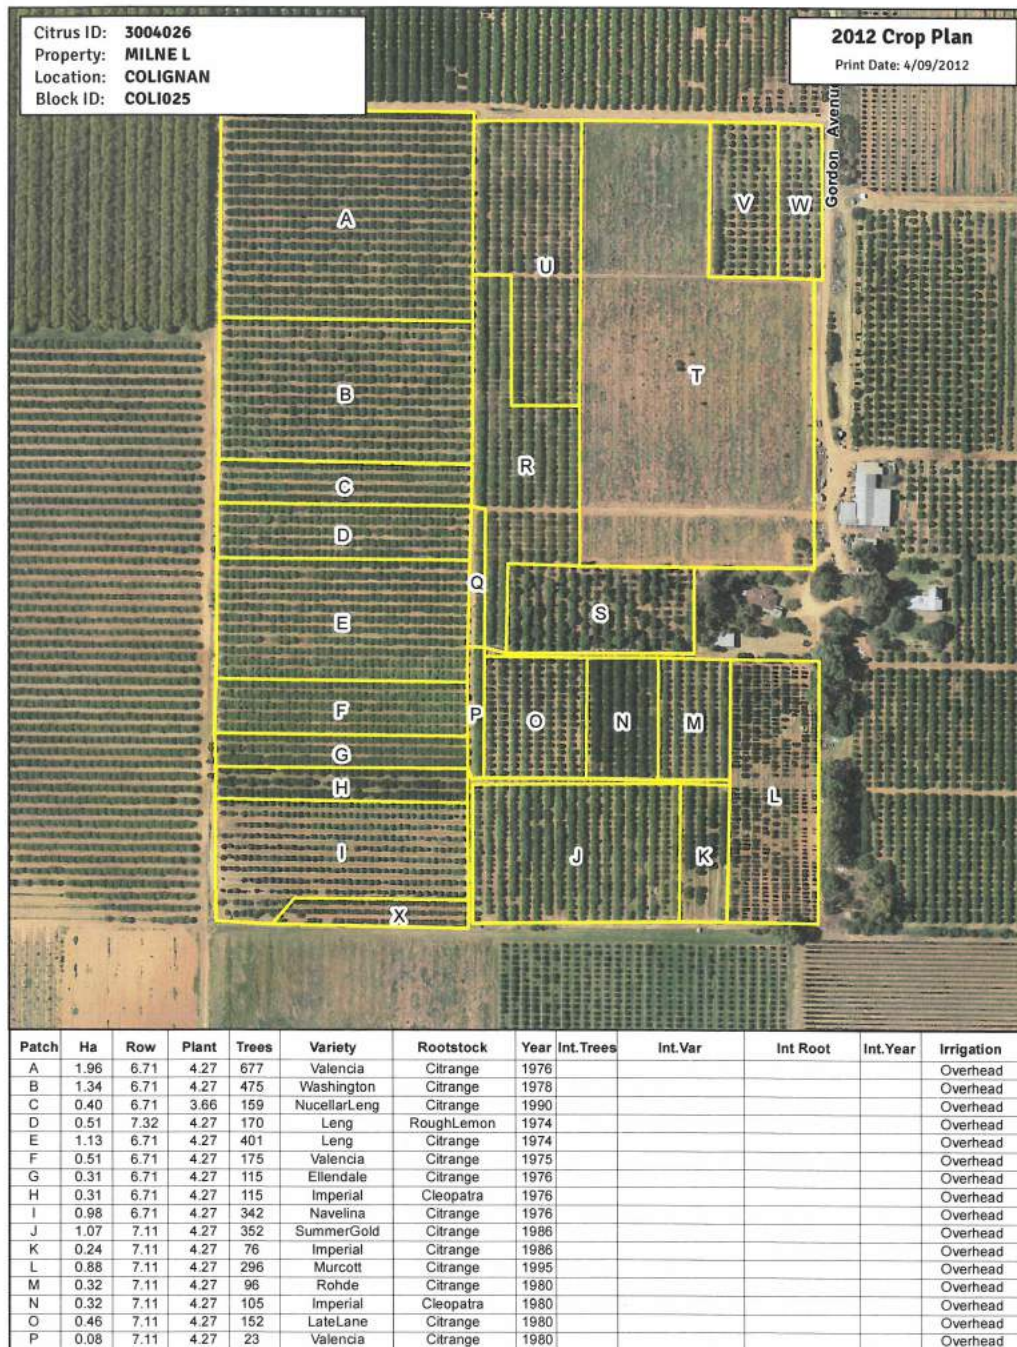 Citrus ID: 3004026
Property: MILNE L
Location: COLIGNAN
Block ID: COLI025
2012 Crop Plan
Print Date: 4/09/2012
Gordon Avenue
A
V
W
U
B
T
R
C
D
Q
S
E
F
P
O
N
M
G
H
L
I
J
K
X
Patch Ha Row Plant Trees Variety Rootstock Year Int.Trees Int.Var Int Root Int.Year Irrigation
A 1.96 6.71 4.27 677 Valencia Citrange 1976 Overhead
B 1.34 6.71 4.27 475 Washington Citrange 1978 Overhead
C 0.40 6.71 3.66 159 NucellarLeng Citrange 1990 Overhead
D 0.51 7.32 4.27 170 Leng RoughLemon 1974 Overhead
E 1.13 6.71 4.27 401 Leng Citrange 1974 Overhead
F 0.51 6.71 4.27 175 Valencia Citrange 1975 Overhead
G 0.31 6.71 4.27 115 Ellendale Citrange 1976 Overhead
H 0.31 6.71 4.27 115 Imperial Cleopatra 1976 Overhead
I 0.98 6.71 4.27 342 Navelina Citrange 1976 Overhead
J 1.07 7.11 4.27 352 SummerGold Citrange 1986 Overhead
K 0.24 7.11 4.27 76 Imperial Citrange 1986 Overhead
L 0.88 7.11 4.27 296 Murcott Citrange 1995 Overhead
M 0.32 7.11 4.27 96 Rohde Citrange 1980 Overhead
N 0.32 7.11 4.27 105 Imperial Cleopatra 1980 Overhead
O 0.46 7.11 4.27 152 LateLane Citrange 1980 Overhead
P 0.08 7.11 4.27 23 Valencia Citrange 1980 Overhead